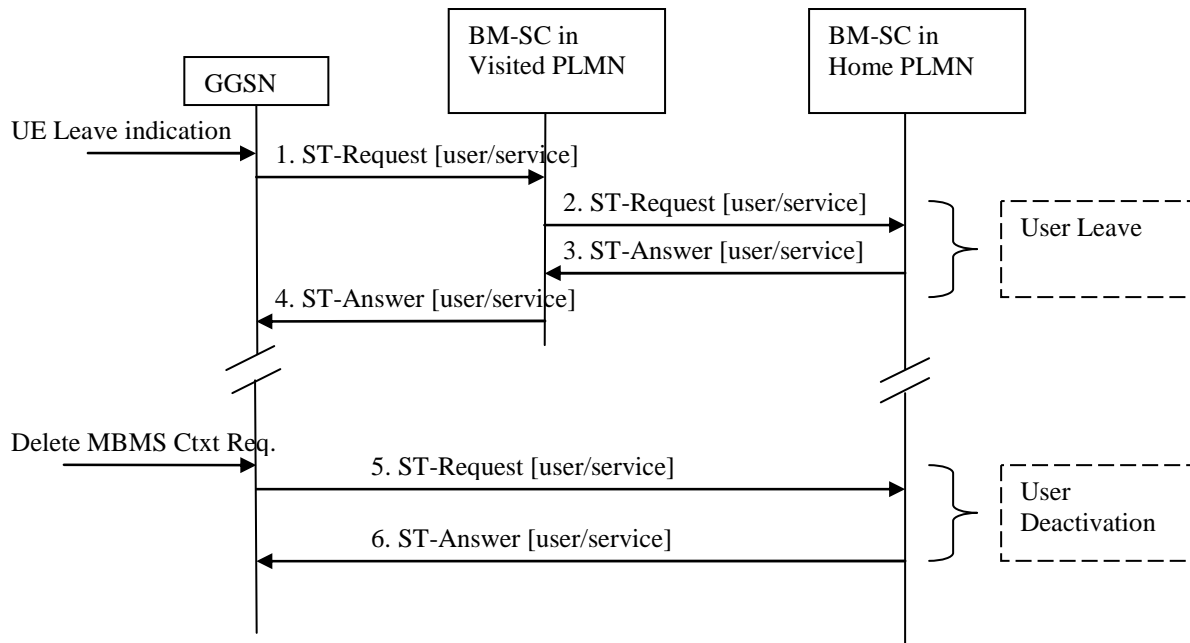 BM-SC in
Visited PLMN
BM-SC in
Home PLMN
GGSN
UE Leave indication
1. ST-Request [user/service]
2. ST-Request [user/service]
3. ST-Answer [user/service]
4. ST-Answer [user/service]
User Leave
Delete MBMS Ctxt Req.
5. ST-Request [user/service]
6. ST-Answer [user/service]
User
Deactivation